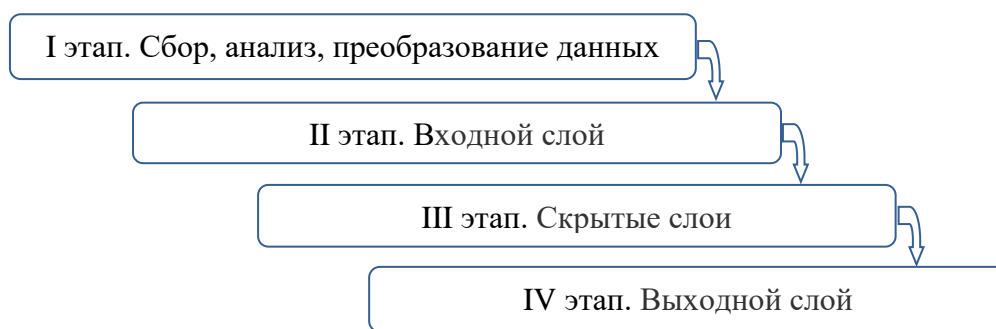 I этап. Сбор, анализ, преобразование данных
II этап. Входной слой
III этап. Скрытые слои
IV этап. Выходной слой